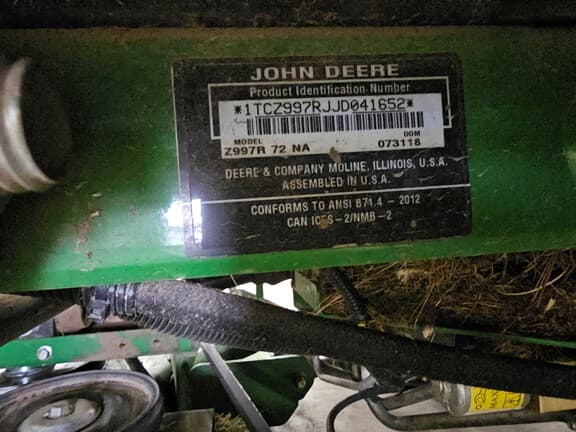 JOHN DEERE
Product Identification Number
*1TCZ997RJJD041652*
MODEL DOM
Z997R 72 NA 073118
DEERE & COMPANY MOLINE, ILLINOIS, U.S.A.
ASSEMBLED IN U.S.A.
CONFORMS TO ANSI B71.4 - 2012
CAN ICES-2/NMB-2
MAX